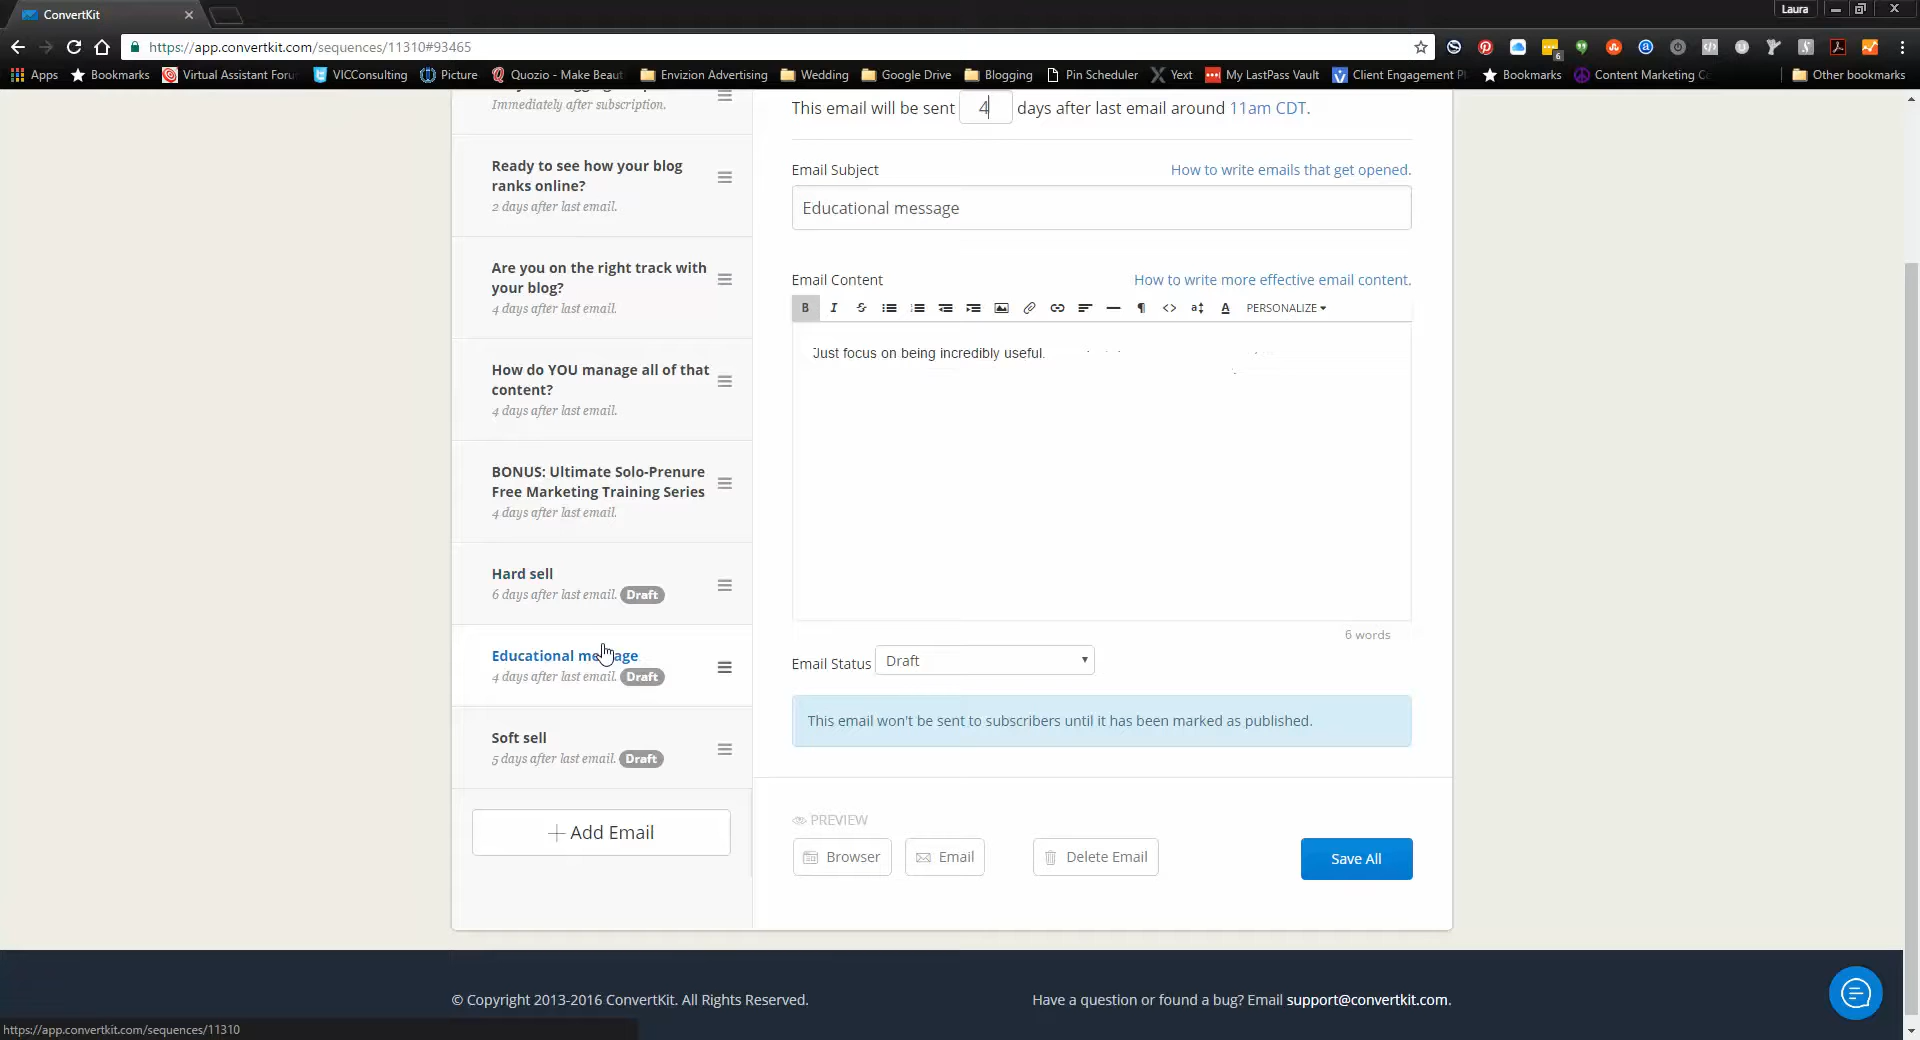 ConvertKit
Laura
https://app.convertkit.com/sequences/11310#93465
6
Apps
Bookmarks
Virtual Assistant Foru
VICConsulting
Picture
Quozio - Make Beaut
Envizion Advertising
Wedding
Google Drive
Blogging
Pin Scheduler
Yext
My LastPass Vault
Client Engagement P
Bookmarks
Content Marketing C
Other bookmarks
Immediately after subscription.
Ready to see how your blog
ranks online?
2 days after last email.
Are you on the right track with
your blog?
4 days after last email.
How do YOU manage all of that
content?
4 days after last email.
BONUS: Ultimate Solo-Prenure
Free Marketing Training Series
4 days after last email.
Hard sell
6 days after last email. Draft
Educational message
4 days after last email. Draft
Soft sell
5 days after last email. Draft
+ Add Email
This email will be sent 4 days after last email around 11am CDT.
Email Subject
How to write emails that get opened.
Educational message
Email Content
How to write more effective email content.
B I S PERSONALIZE
Just focus on being incredibly useful.
6 words
Email Status Draft
This email won't be sent to subscribers until it has been marked as published.
PREVIEW
Browser
Email
Delete Email
Save All
© Copyright 2013-2016 ConvertKit. All Rights Reserved.
Have a question or found a bug? Email support@convertkit.com.
https://app.convertkit.com/sequences/11310